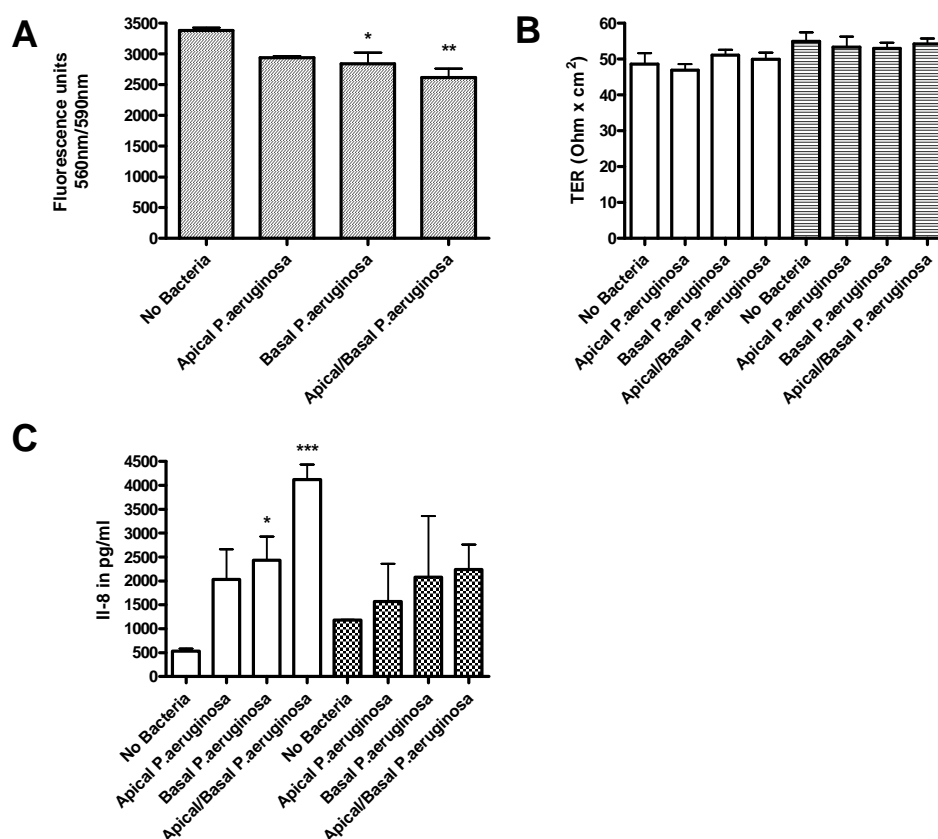 A
Fluorescence units
560nm/590nm
3500
3000
2500
2000
1500
1000
500
0
*
**
No Bacteria
Apical P.aeruginosa
Basal P.aeruginosa
Apical/Basal P.aeruginosa
B
TER (Ohm x cm2)
60
50
40
30
20
10
0
No Bacteria
Apical P.aeruginosa
Basal P.aeruginosa
Apical/Basal P.aeruginosa
No Bacteria
Apical P.aeruginosa
Basal P.aeruginosa
Apical/Basal P.aeruginosa
C
Il-8 in pg/ml
4500
4000
3500
3000
2500
2000
1500
1000
500
0
*
***
No Bacteria
Apical P.aeruginosa
Basal P.aeruginosa
Apical/Basal P.aeruginosa
No Bacteria
Apical P.aeruginosa
Basal P.aeruginosa
Apical/Basal P.aeruginosa